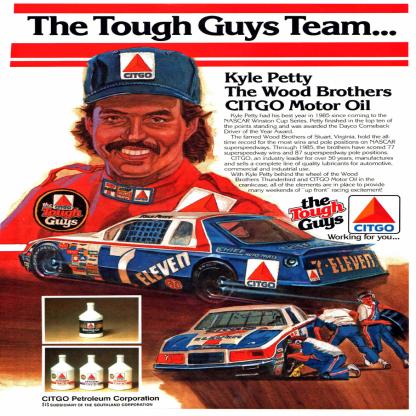 The Tough Guys Team...
CITGO
Kyle Petty
The Wood Brothers
CITGO Motor Oil
Kyle Petty had his best year in 1985 since coming to the
NASCAR Winston Cup Series. Petty finished in the top ten of
the points standing and was awarded the Dayco Comeback
Driver of the Year Award.
The famed Wood Brothers of Stuart, Virginia, hold the all-
time record for the most wins and pole positions on NASCAR
superspeedways. Through 1985, the brothers have scored 77
superspeedway wins and 87 superspeedway pole positions.
CITGO, an industry leader for over 50 years, manufactures
and sells a complete line of quality lubricants for automotive,
commercial and industrial use.
With Kyle Petty behind the wheel of the Wood
Brothers Thunderbird and CITGO Motor Oil in the
crankcase, all of the elements are in place to provide
many weekends of "up front" racing excitement!
the
Tough
Guys
CITGO
Working for you...
the
Tough
Guys
7 ELEVEN
CITGO
7-ELEVEN
CITGO Petroleum Corporation
SUBSIDIARY OF THE SOUTHLAND CORPORATION